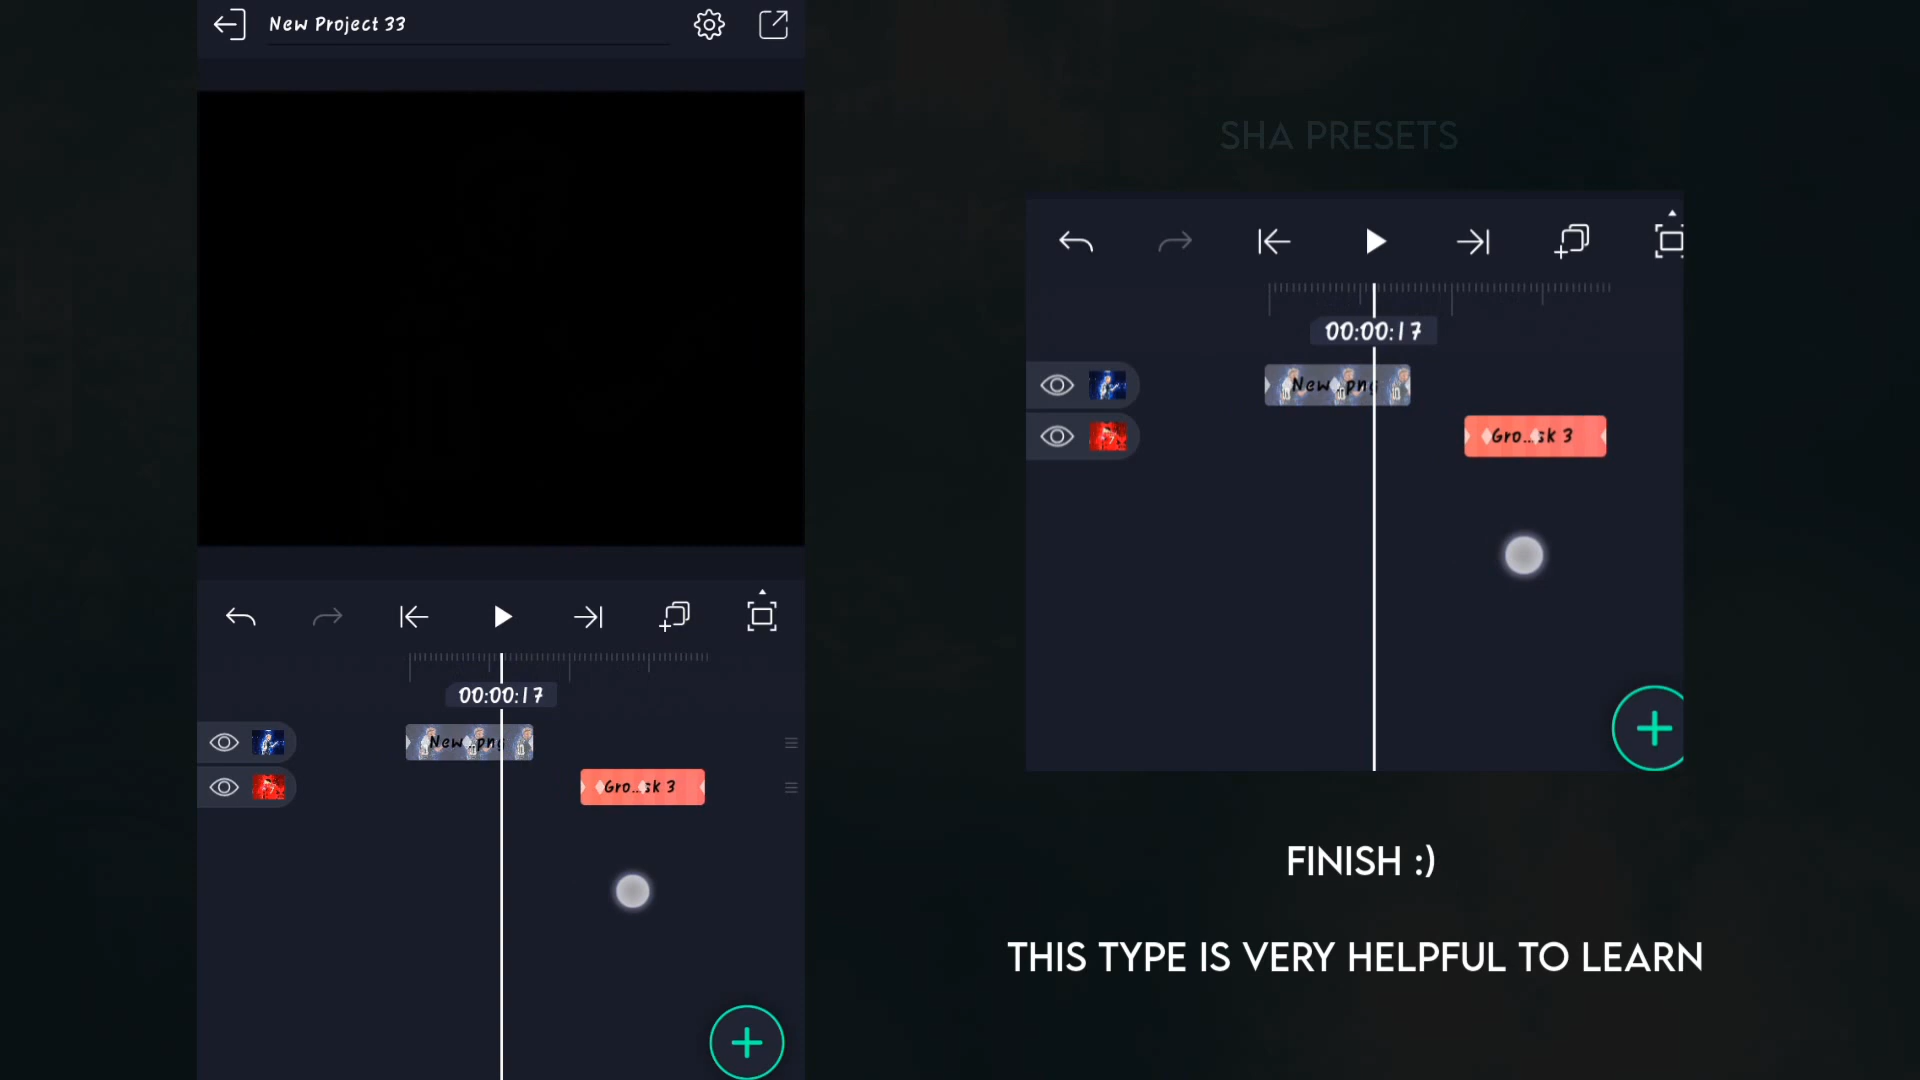 New Project 33
00:00:17
New...png
Gro...sk 3
SHA PRESETS
00:00:17
New...png
Gro...sk 3
FINISH :)
THIS TYPE IS VERY HELPFUL TO LEARN